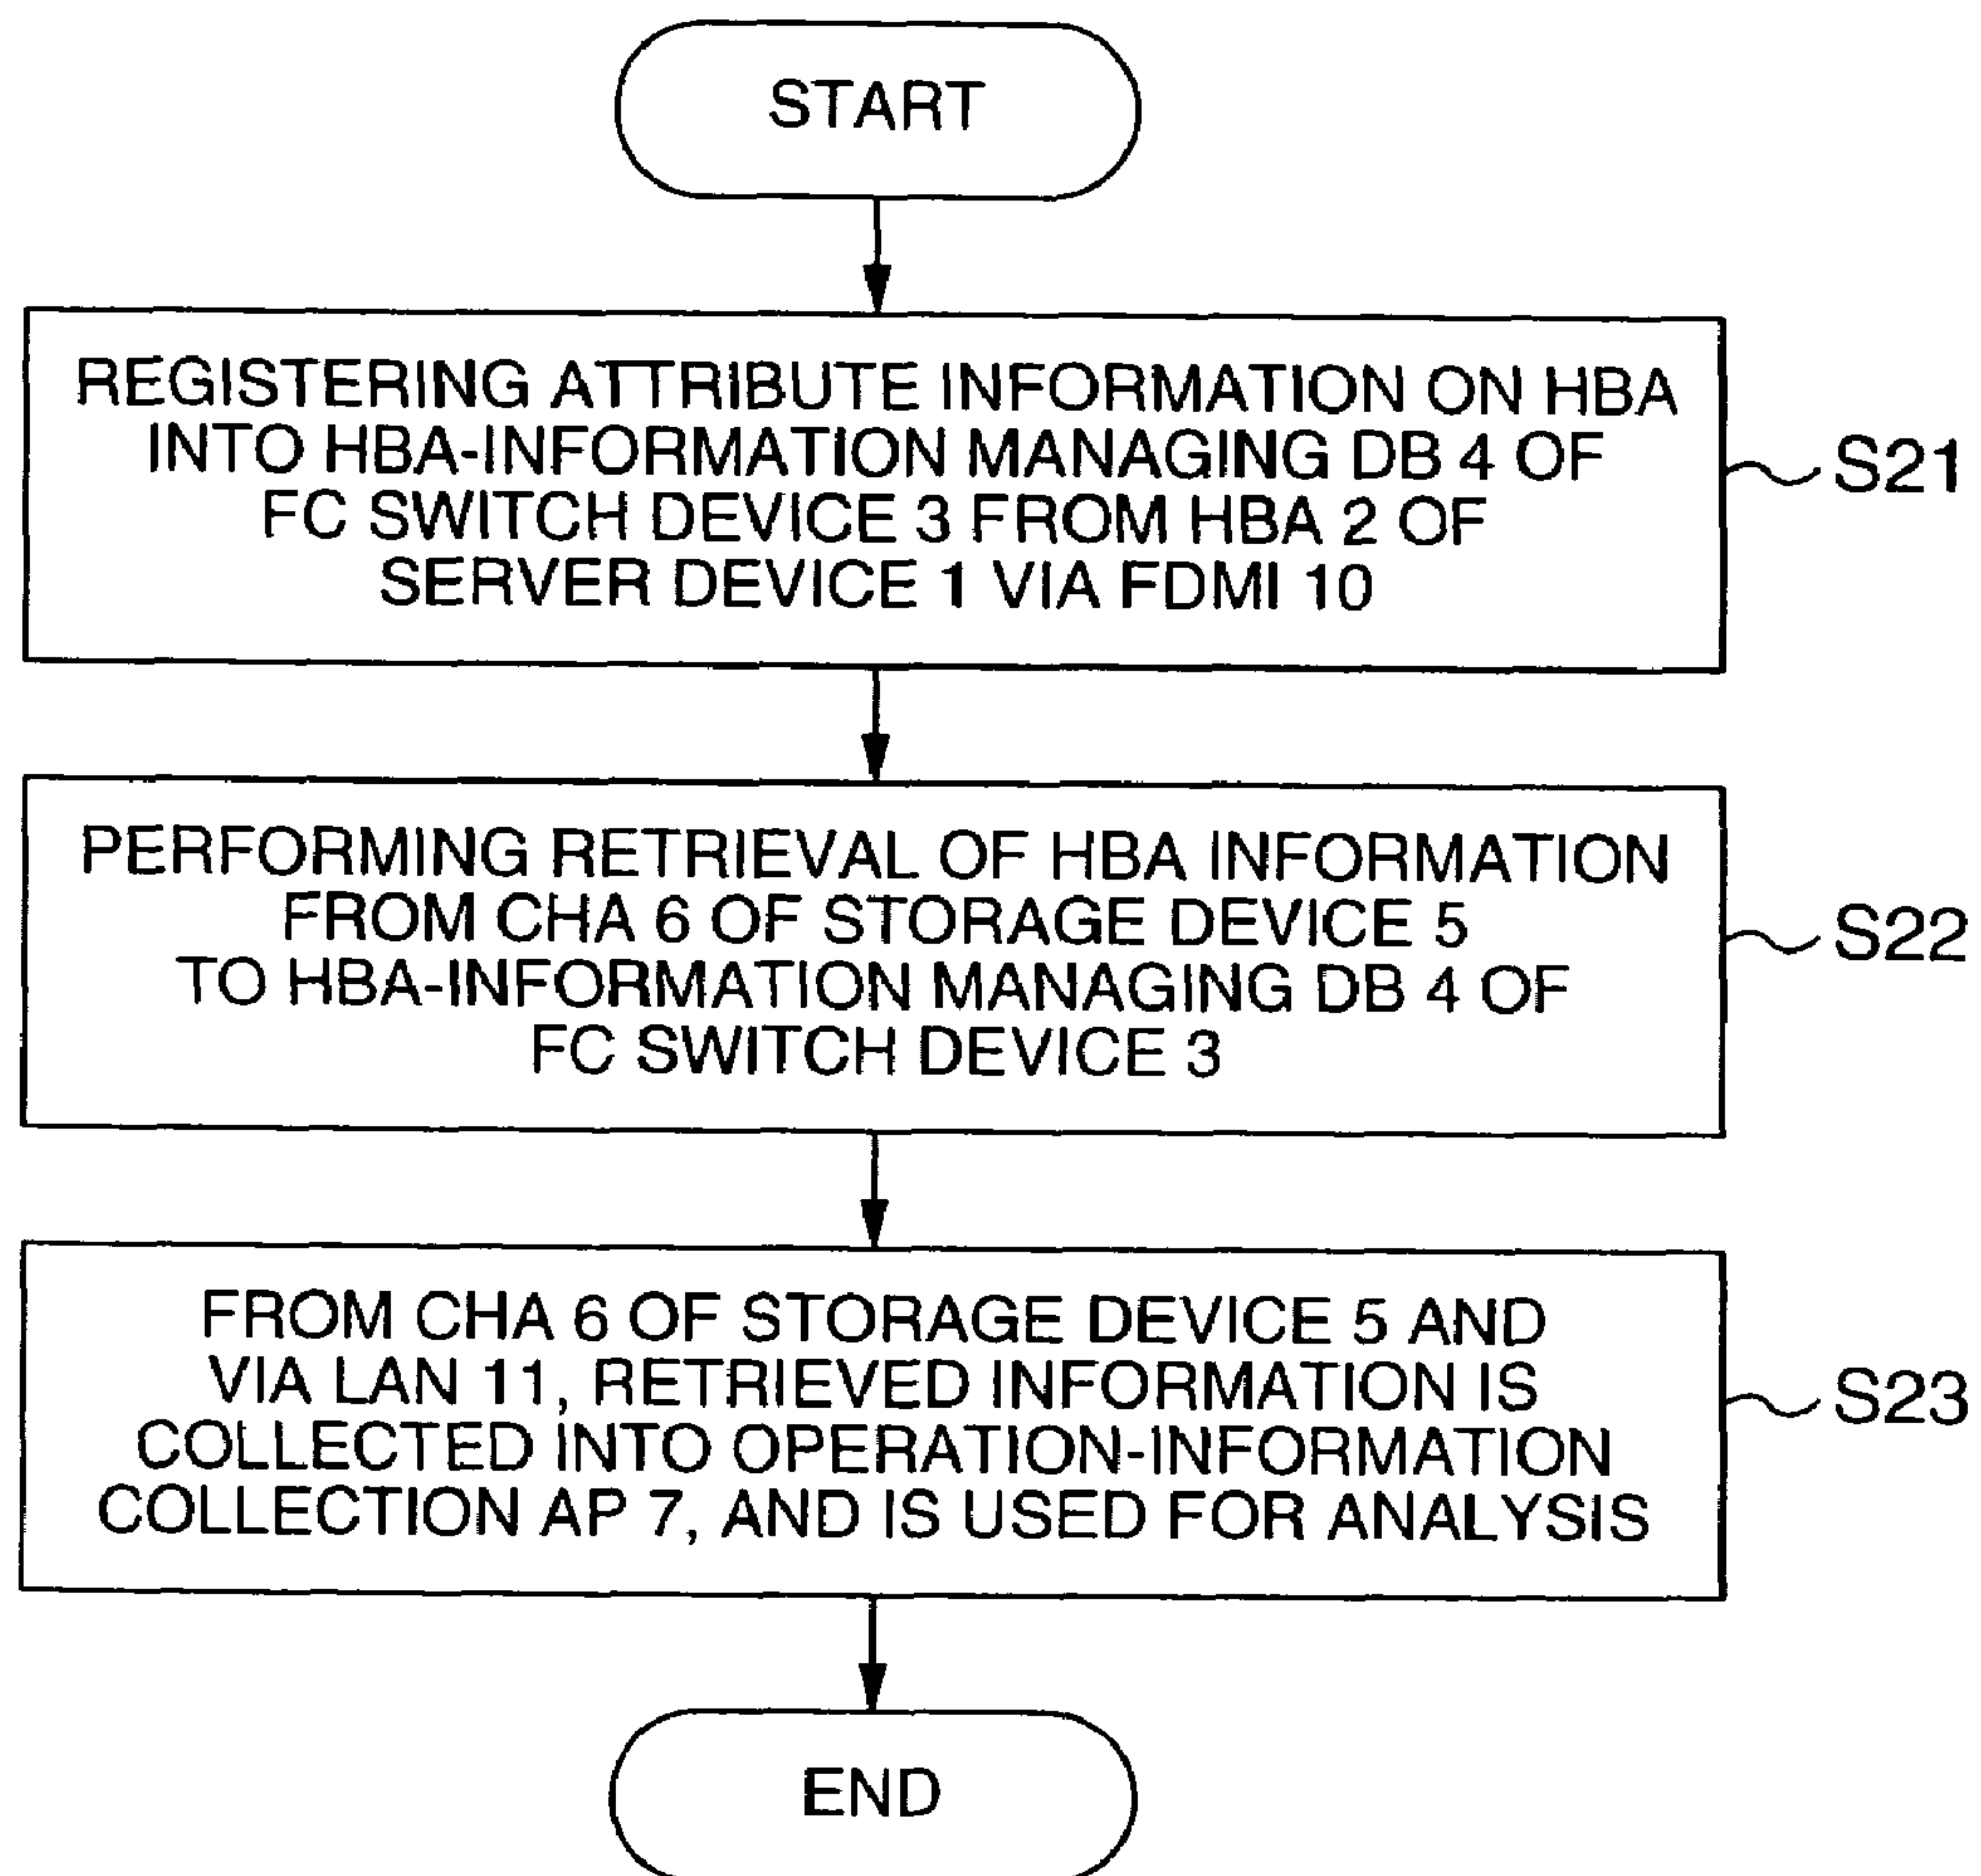 START
REGISTERING ATTRIBUTE INFORMATION ON HBA
INTO HBA-INFORMATION MANAGING DB 4 OF
FC SWITCH DEVICE 3 FROM HBA 2 OF
SERVER DEVICE 1 VIA FDMI 10
S21
PERFORMING RETRIEVAL OF HBA INFORMATION
FROM CHA 6 OF STORAGE DEVICE 5
TO HBA-INFORMATION MANAGING DB 4 OF
FC SWITCH DEVICE 3
S22
FROM CHA 6 OF STORAGE DEVICE 5 AND
VIA LAN 11, RETRIEVED INFORMATION IS
COLLECTED INTO OPERATION-INFORMATION
COLLECTION AP 7, AND IS USED FOR ANALYSIS
S23
END